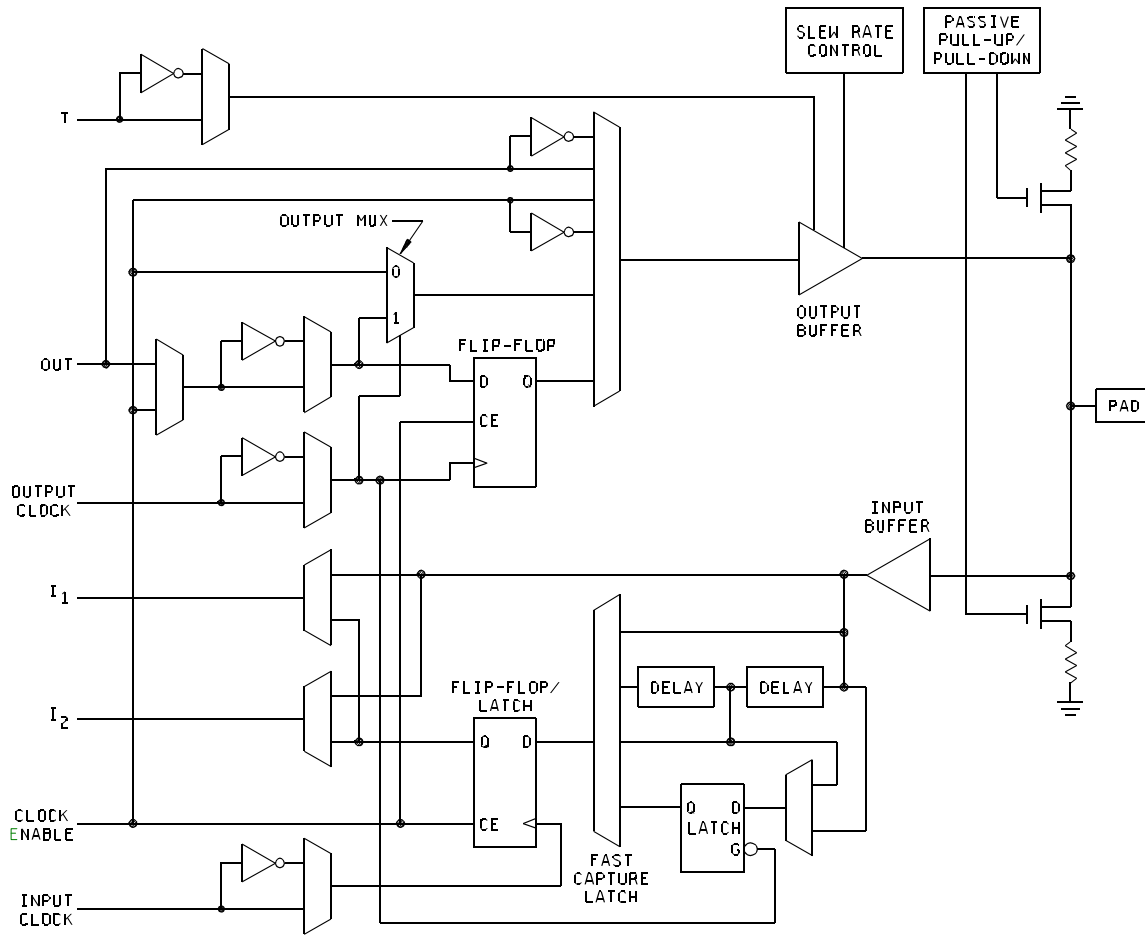 SLEW RATE
CONTROL
PASSIVE
PULL-UP/
PULL-DOWN
T
OUTPUT MUX
0
1
OUTPUT
BUFFER
FLIP-FLOP
OUT
D
Q
CE
PAD
OUTPUT
CLOCK
INPUT
BUFFER
I1
FLIP-FLOP/
LATCH
DELAY
DELAY
I2
Q
D
CE
Q
D
LATCH
G
CLOCK
ENABLE
FAST
CAPTURE
LATCH
INPUT
CLOCK